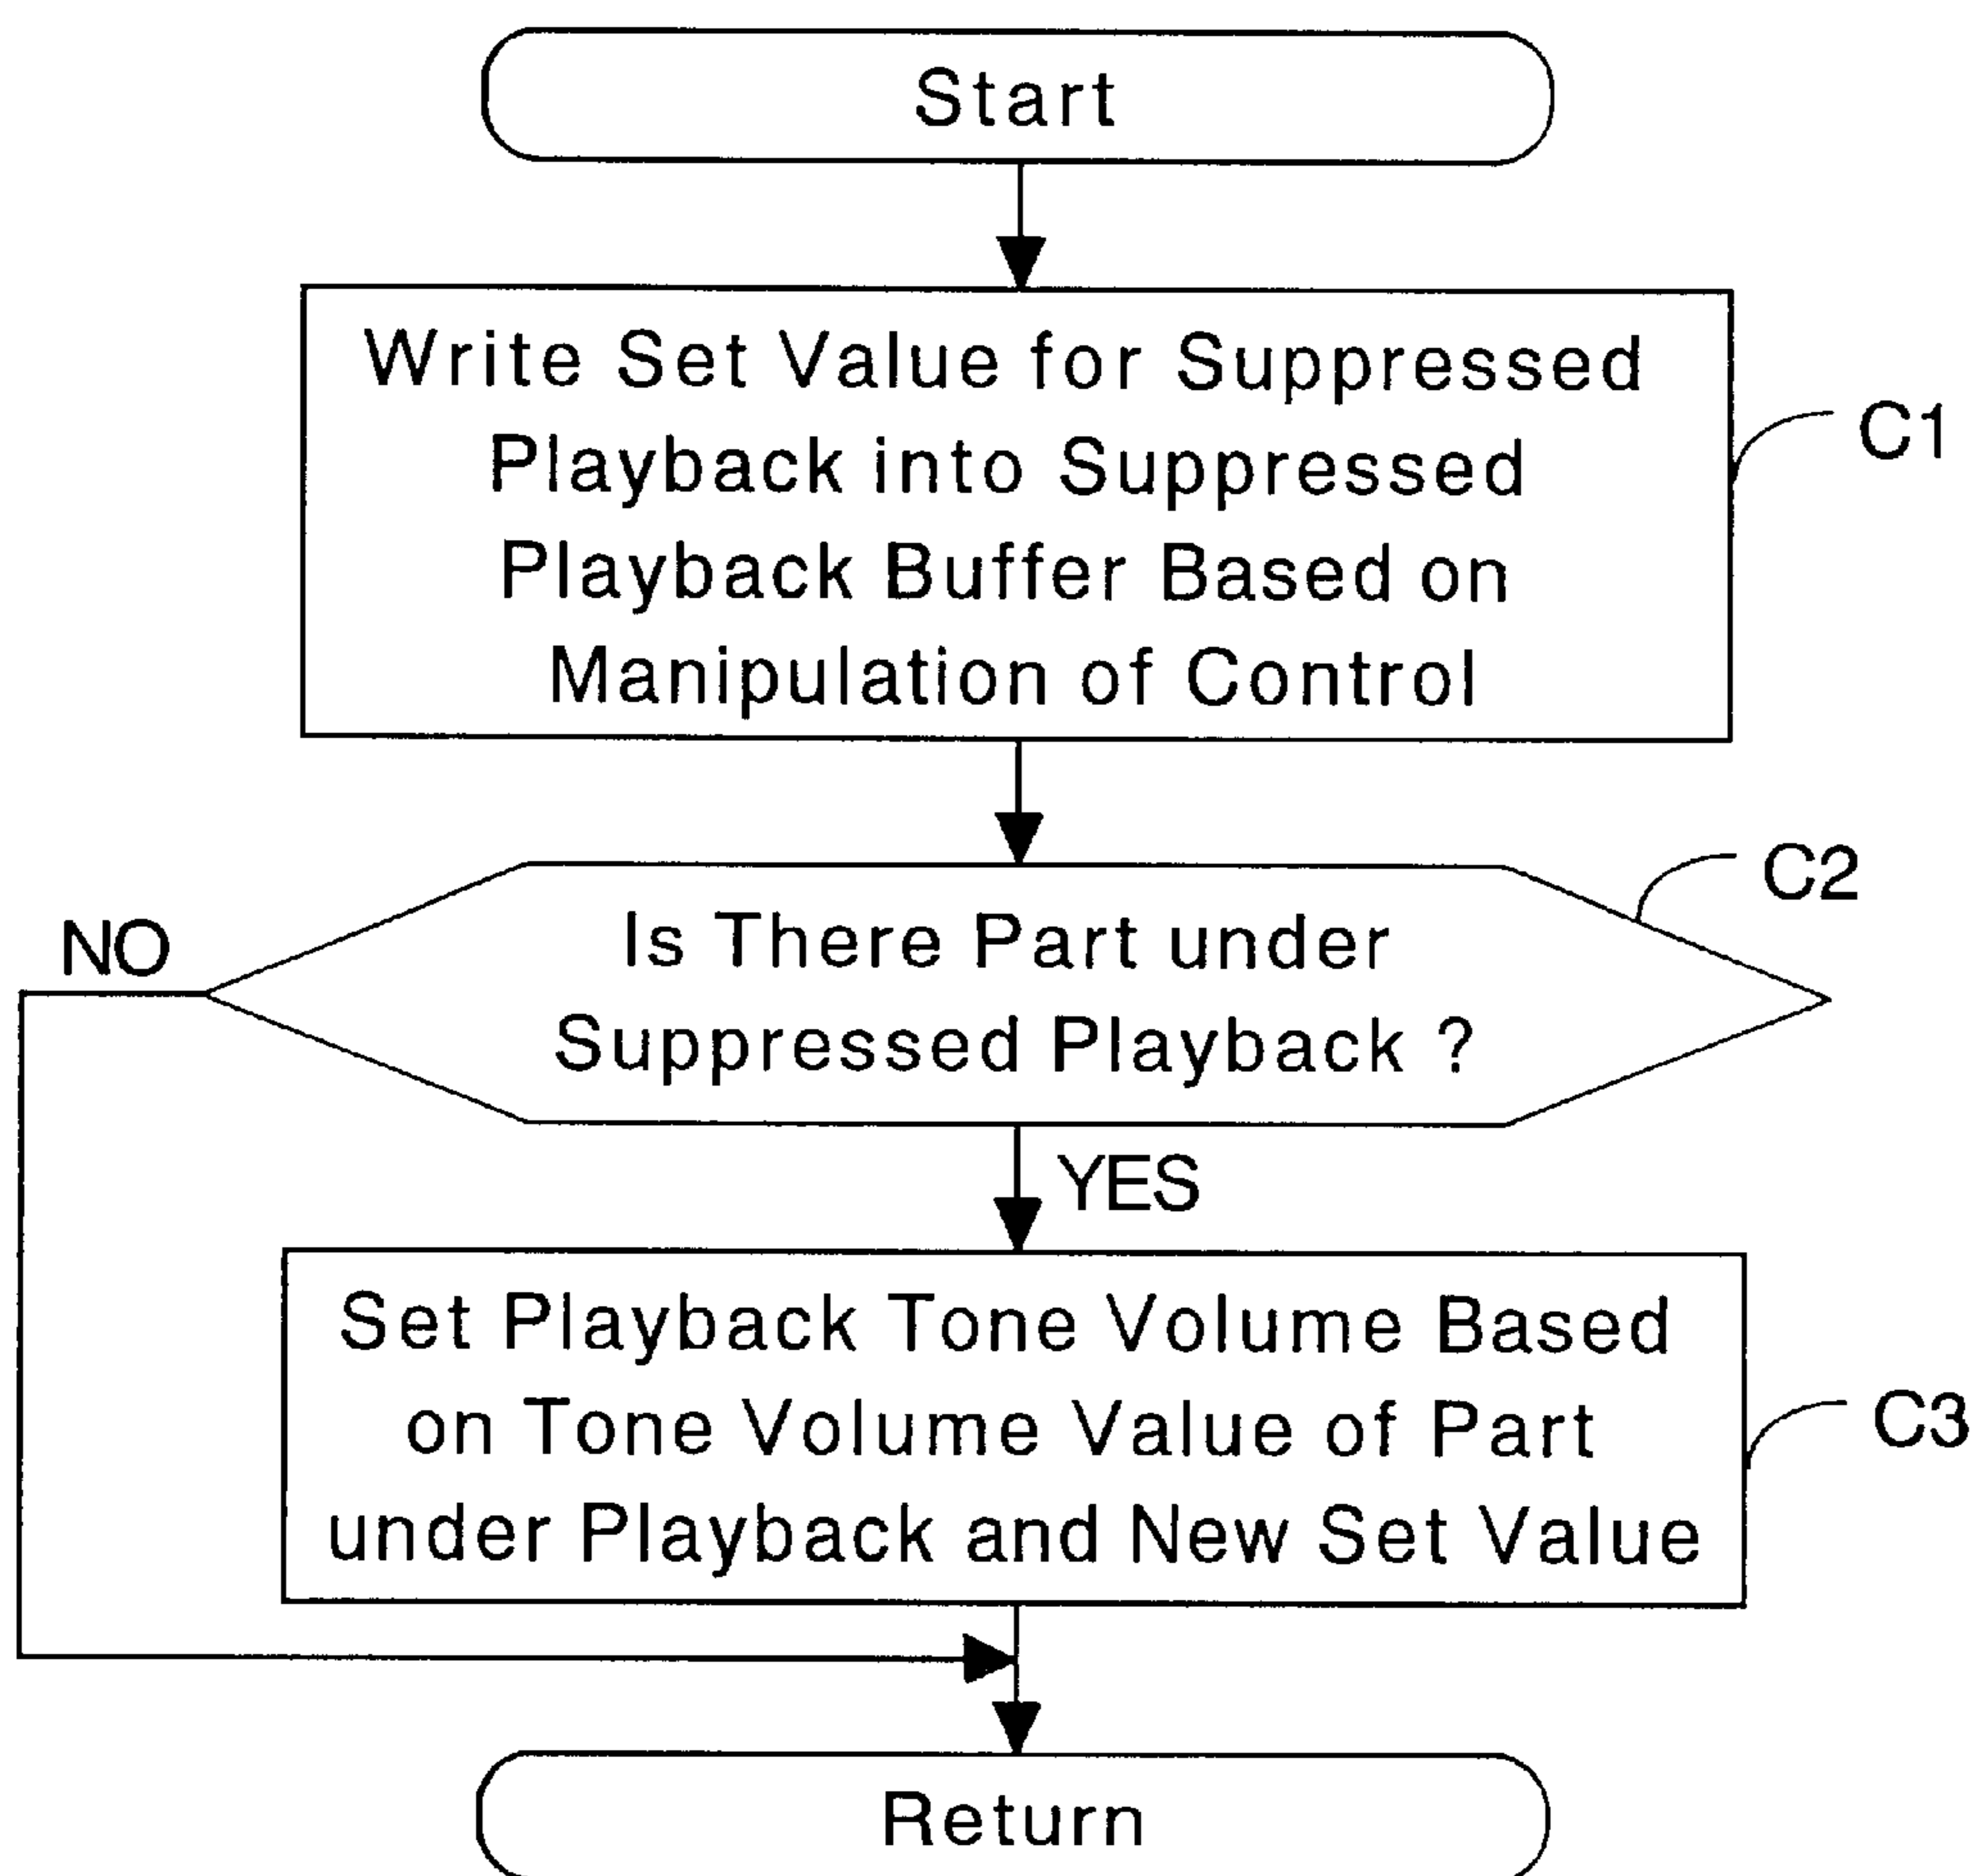 Start
Write Set Value for Suppressed
Playback into Suppressed
Playback Buffer Based on
Manipulation of Control
C1
C2
NO
Is There Part under
Suppressed Playback ?
YES
Set Playback Tone Volume Based
on Tone Volume Value of Part
under Playback and New Set Value
C3
Return